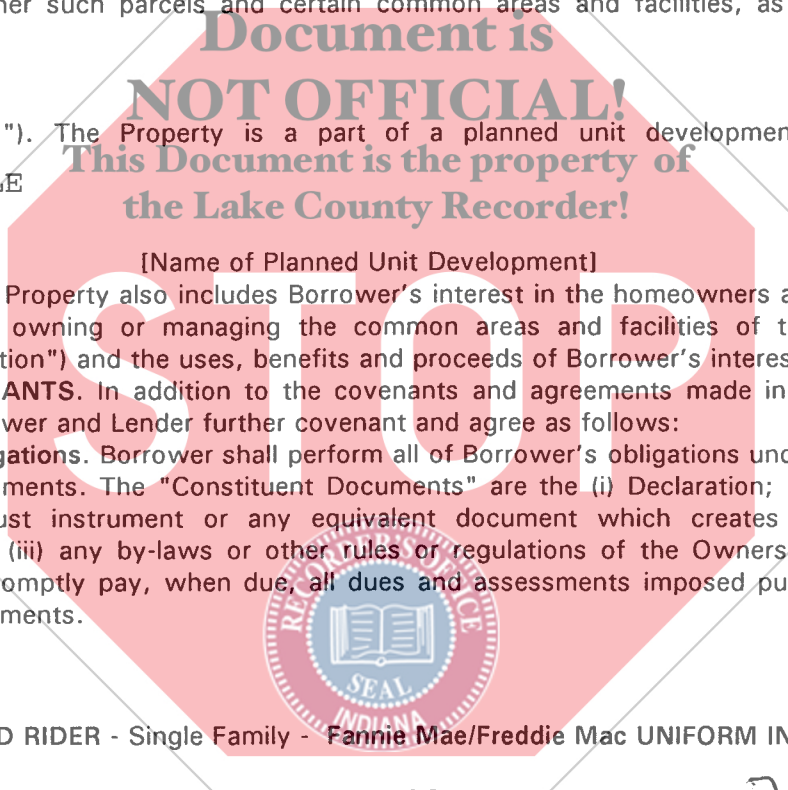 her such parcels and certain common areas and facilities, as
Document is
NOT OFFICIAL!
"). The Property is a part of a planned unit developmen
This Document is the property of
LE
the Lake County Recorder!
[Name of Planned Unit Development]
Property also includes Borrower's interest in the homeowners a
owning or managing the common areas and facilities of t
tion") and the uses, benefits and proceeds of Borrower's interes
ANTS. In addition to the covenants and agreements made in
wer and Lender further covenant and agree as follows:
gations. Borrower shall perform all of Borrower's obligations und
ments. The "Constituent Documents" are the (i) Declaration;
ust instrument or any equivalent document which creates
(iii) any by-laws or other rules or regulations of the Owners
omptly pay, when due, all dues and assessments imposed pu
ments.
STOP
RECORDER'S OFFICE
SEAL
INDIANA
D RIDER - Single Family - Fannie Mae/Freddie Mac UNIFORM IN